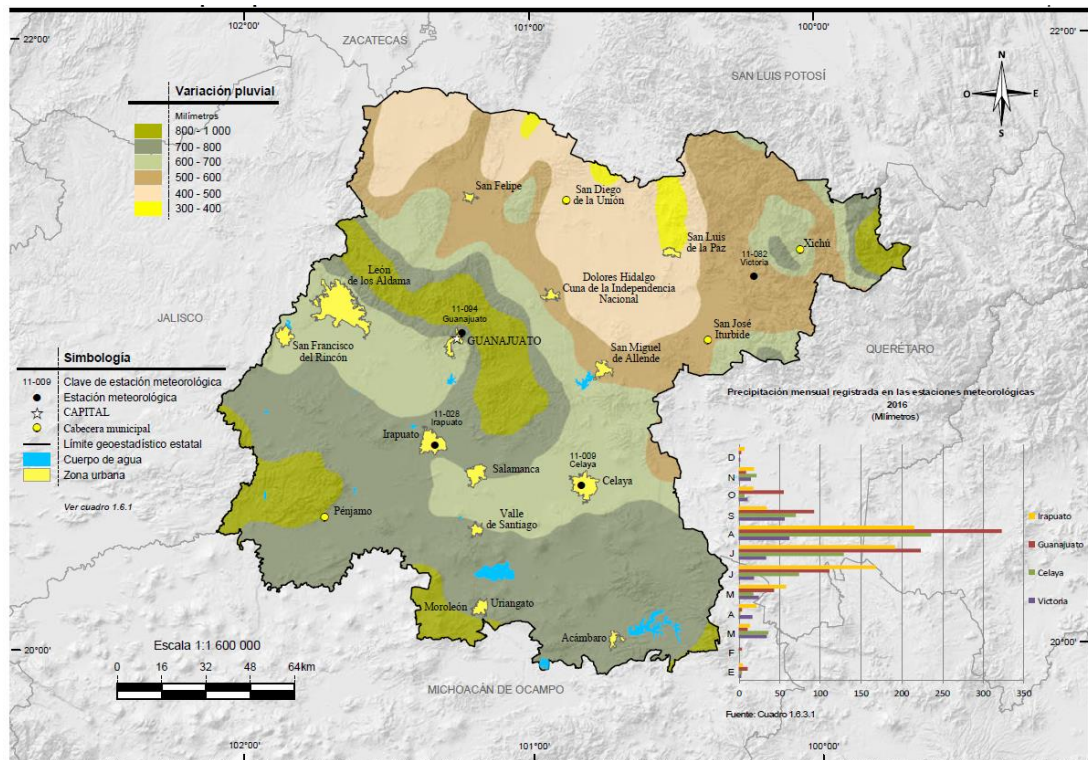 102°00'
101°00'
100°00'
22°00'
22°00'
ZACATECAS
SAN LUIS POTOSÍ
N
O
E
S
Variación pluvial
Milímetros
800 - 1 000
700 - 800
600 - 700
500 - 600
400 - 500
300 - 400
San Felipe
San Diego
de la Unión
San Luis
de la Paz
Xichú
11-082
Victoria
León
de los Aldama
Dolores Hidalgo
Cuna de la Independencia
Nacional
11-094
Guanajuato
GUANAJUATO
JALISCO
San Francisco
del Rincón
San José
Iturbide
San Miguel
de Allende
QUERÉTARO
Simbología
11-009 Clave de estación meteorológica
Estación meteorológica
CAPITAL
Cabecera municipal
Límite geoestadístico estatal
Cuerpo de agua
Zona urbana
Ver cuadro 1.6.1
11-028
Irapuato
Irapuato
Salamanca
11-009
Celaya
Celaya
Pénjamo
Valle
de Santiago
Moroleón
Uriangato
Acámbaro
Precipitación mensual registrada en las estaciones meteorológicas
2016
(Milímetros)
D
N
O
S
A
J
J
M
A
M
F
E
0 50 100 150 200 250 300 350
Irapuato
Guanajuato
Celaya
Victoria
Fuente: Cuadro 1.6.3.1
Escala 1:1 600 000
0 16 32 48 64km
20°00'
20°00'
MICHOACÁN DE OCAMPO
102°00'
101°00'
100°00'